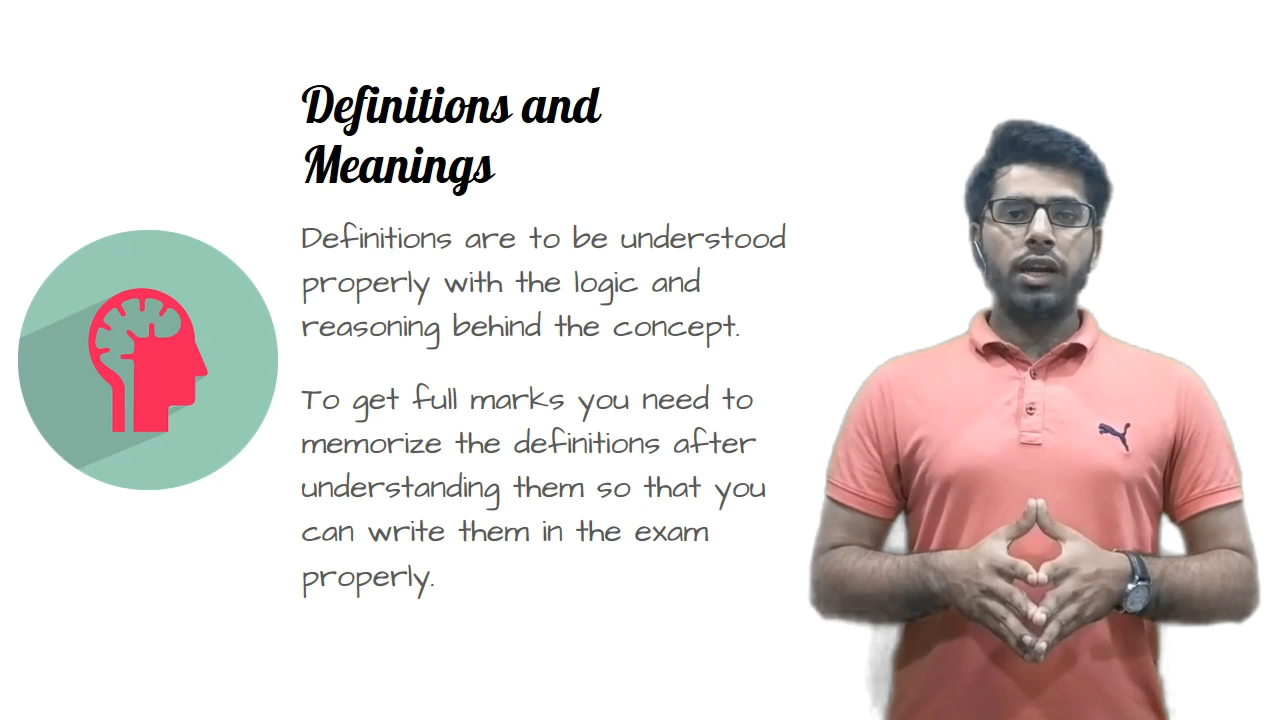 Definitions and
Meanings
Definitions are to be understood
properly with the logic and
reasoning behind the concept.
To get full marks you need to
memorize the definitions after
understanding them so that you
can write them in the exam
properly.